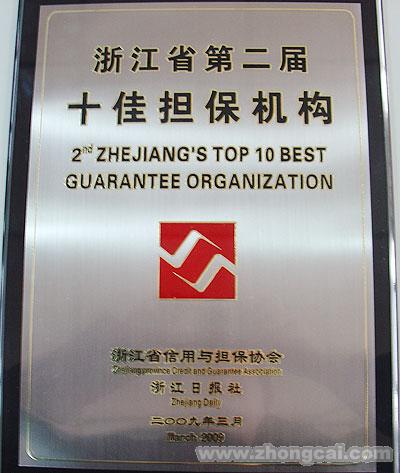 浙江省第二届
十佳担保机构
2nd ZHEJIANG'S TOP 10 BEST
GUARANTEE ORGANIZATION
浙江省信用与担保协会
Zhejiang province Credit and Guarantee Association
浙江日报社
Zhejiang Daily
二〇〇九年三月
March 2009
www.zhongcai.com